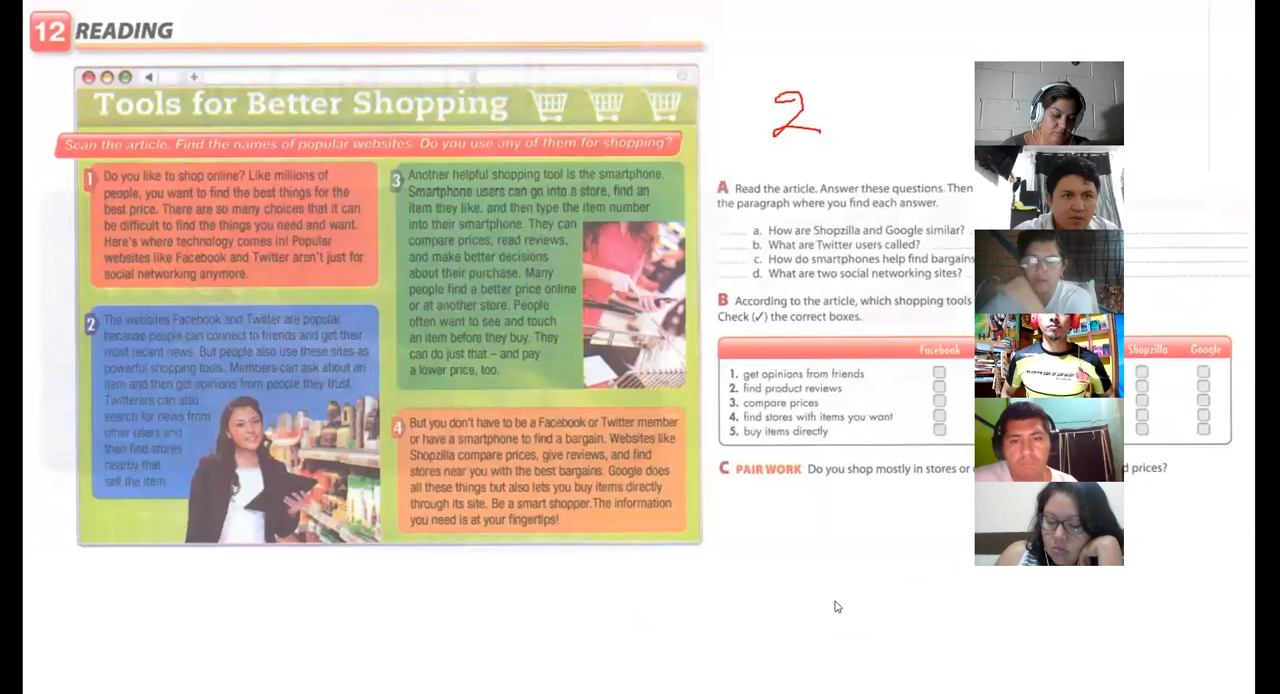 12 READING
Tools for Better Shopping
Scan the article. Find the names of popular websites. Do you use any of them for shopping?
1 Do you like to shop online? Like millions of
people, you want to find the best things for the
best price. There are so many choices that it can
be difficult to find the things you need and want.
Here's where technology comes in! Popular
websites like Facebook and Twitter aren't just for
social networking anymore.
2 The websites Facebook and Twitter are popular
because people can connect to friends and get their
most recent news. But people also use these sites as
powerful shopping tools. Members can ask about an
item and then get opinions from people they trust.
Twitterers can also
search for news from
other users and
then find stores
nearby that
sell the item.
3 Another helpful shopping tool is the smartphone.
Smartphone users can go into a store, find an
item they like, and then type the item number
into their smartphone. They can
compare prices, read reviews,
and make better decisions
about their purchase. Many
people find a better price online
or at another store. People
often want to see and touch
an item before they buy. They
can do just that – and pay
a lower price, too.
4 But you don't have to be a Facebook or Twitter member
or have a smartphone to find a bargain. Websites like
Shopzilla compare prices, give reviews, and find
stores near you with the best bargains. Google does
all these things but also lets you buy items directly
through its site. Be a smart shopper. The information
you need is at your fingertips!
2
A Read the article. Answer these questions. Then
the paragraph where you find each answer.
a. How are Shopzilla and Google similar?
b. What are Twitter users called?
c. How do smartphones help find bargains
d. What are two social networking sites?
B According to the article, which shopping tools
Check (✓) the correct boxes.
Facebook Shopzilla Google
1. get opinions from friends
2. find product reviews
3. compare prices
4. find stores with items you want
5. buy items directly
C PAIR WORK Do you shop mostly in stores or d prices?